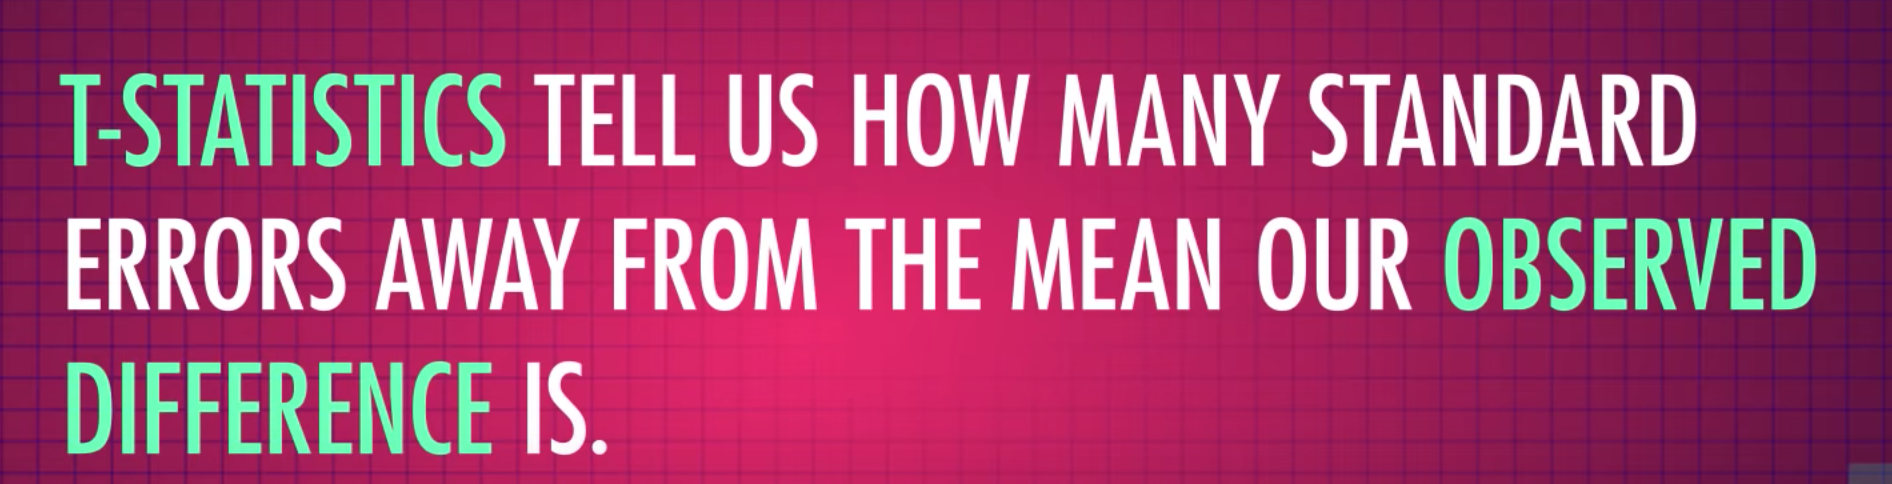 T-STATISTICS TELL US HOW MANY STANDARD
ERRORS AWAY FROM THE MEAN OUR OBSERVED
DIFFERENCE IS.